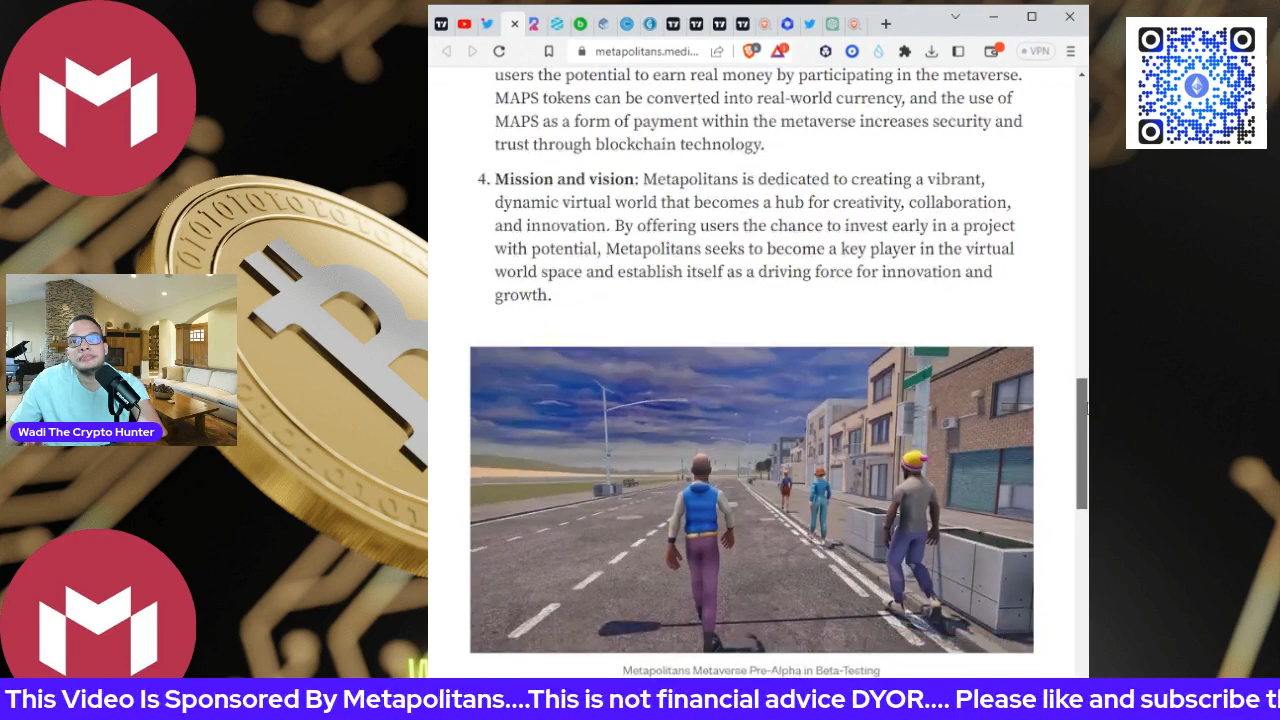 metapolitans.medi...
VPN
users the potential to earn real money by participating in the metaverse.
MAPS tokens can be converted into real-world currency, and the use of
MAPS as a form of payment within the metaverse increases security and
trust through blockchain technology.
4. Mission and vision: Metapolitans is dedicated to creating a vibrant,
dynamic virtual world that becomes a hub for creativity, collaboration,
and innovation. By offering users the chance to invest early in a project
with potential, Metapolitans seeks to become a key player in the virtual
world space and establish itself as a driving force for innovation and
growth.
Wadi The Crypto Hunter
Metapolitans Metaverse Pre-Alpha in Beta-Testing
This Video Is Sponsored By Metapolitans....This is not financial advice DYOR.... Please like and subscribe